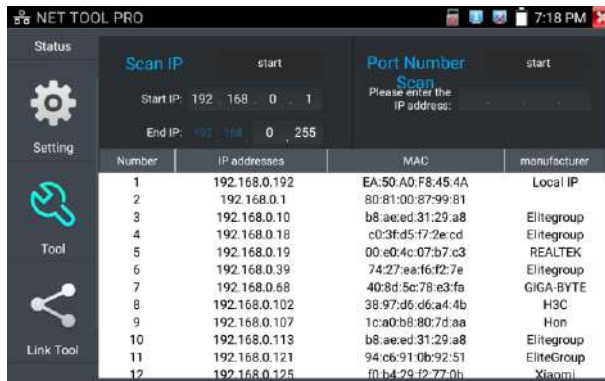 NET TOOL PRO 7:18 PM
Status
Setting
Tool
Link Tool
Scan IP start
Start IP: 192 . 168 . 0 . 1
End IP: 192 . 168 . 0 . 255
Port Number Scan start
Please enter the
IP address:
Number IP addresses MAC manufacturer
1 192.168.0.192 EA:50:A0:F8:45:4A Local IP
2 192.168.0.1 80:81:00:87:99:81
3 192.168.0.10 b8:ae:ed:31:29:a8 Elitegroup
4 192.168.0.18 c0:3f:d5:f7:2e:cd Elitegroup
5 192.168.0.19 00:e0:4c:07:b7:c3 REALTEK
6 192.168.0.39 74:27:ea:f6:f2:7e Elitegroup
7 192.168.0.68 40:8d:5c:78:e3:fa GIGA-BYTE
8 192.168.0.102 38:97:d6:d6:a4:4b H3C
9 192.168.0.107 1c:a0:b8:80:7d:aa Hon
10 192.168.0.113 b8:ae:ed:31:29:a8 Elitegroup
11 192.168.0.121 94:c6:91:0b:92:51 EliteGroup
12 192.168.0.125 f0:b4:29:f2:77:0b Xiaomi